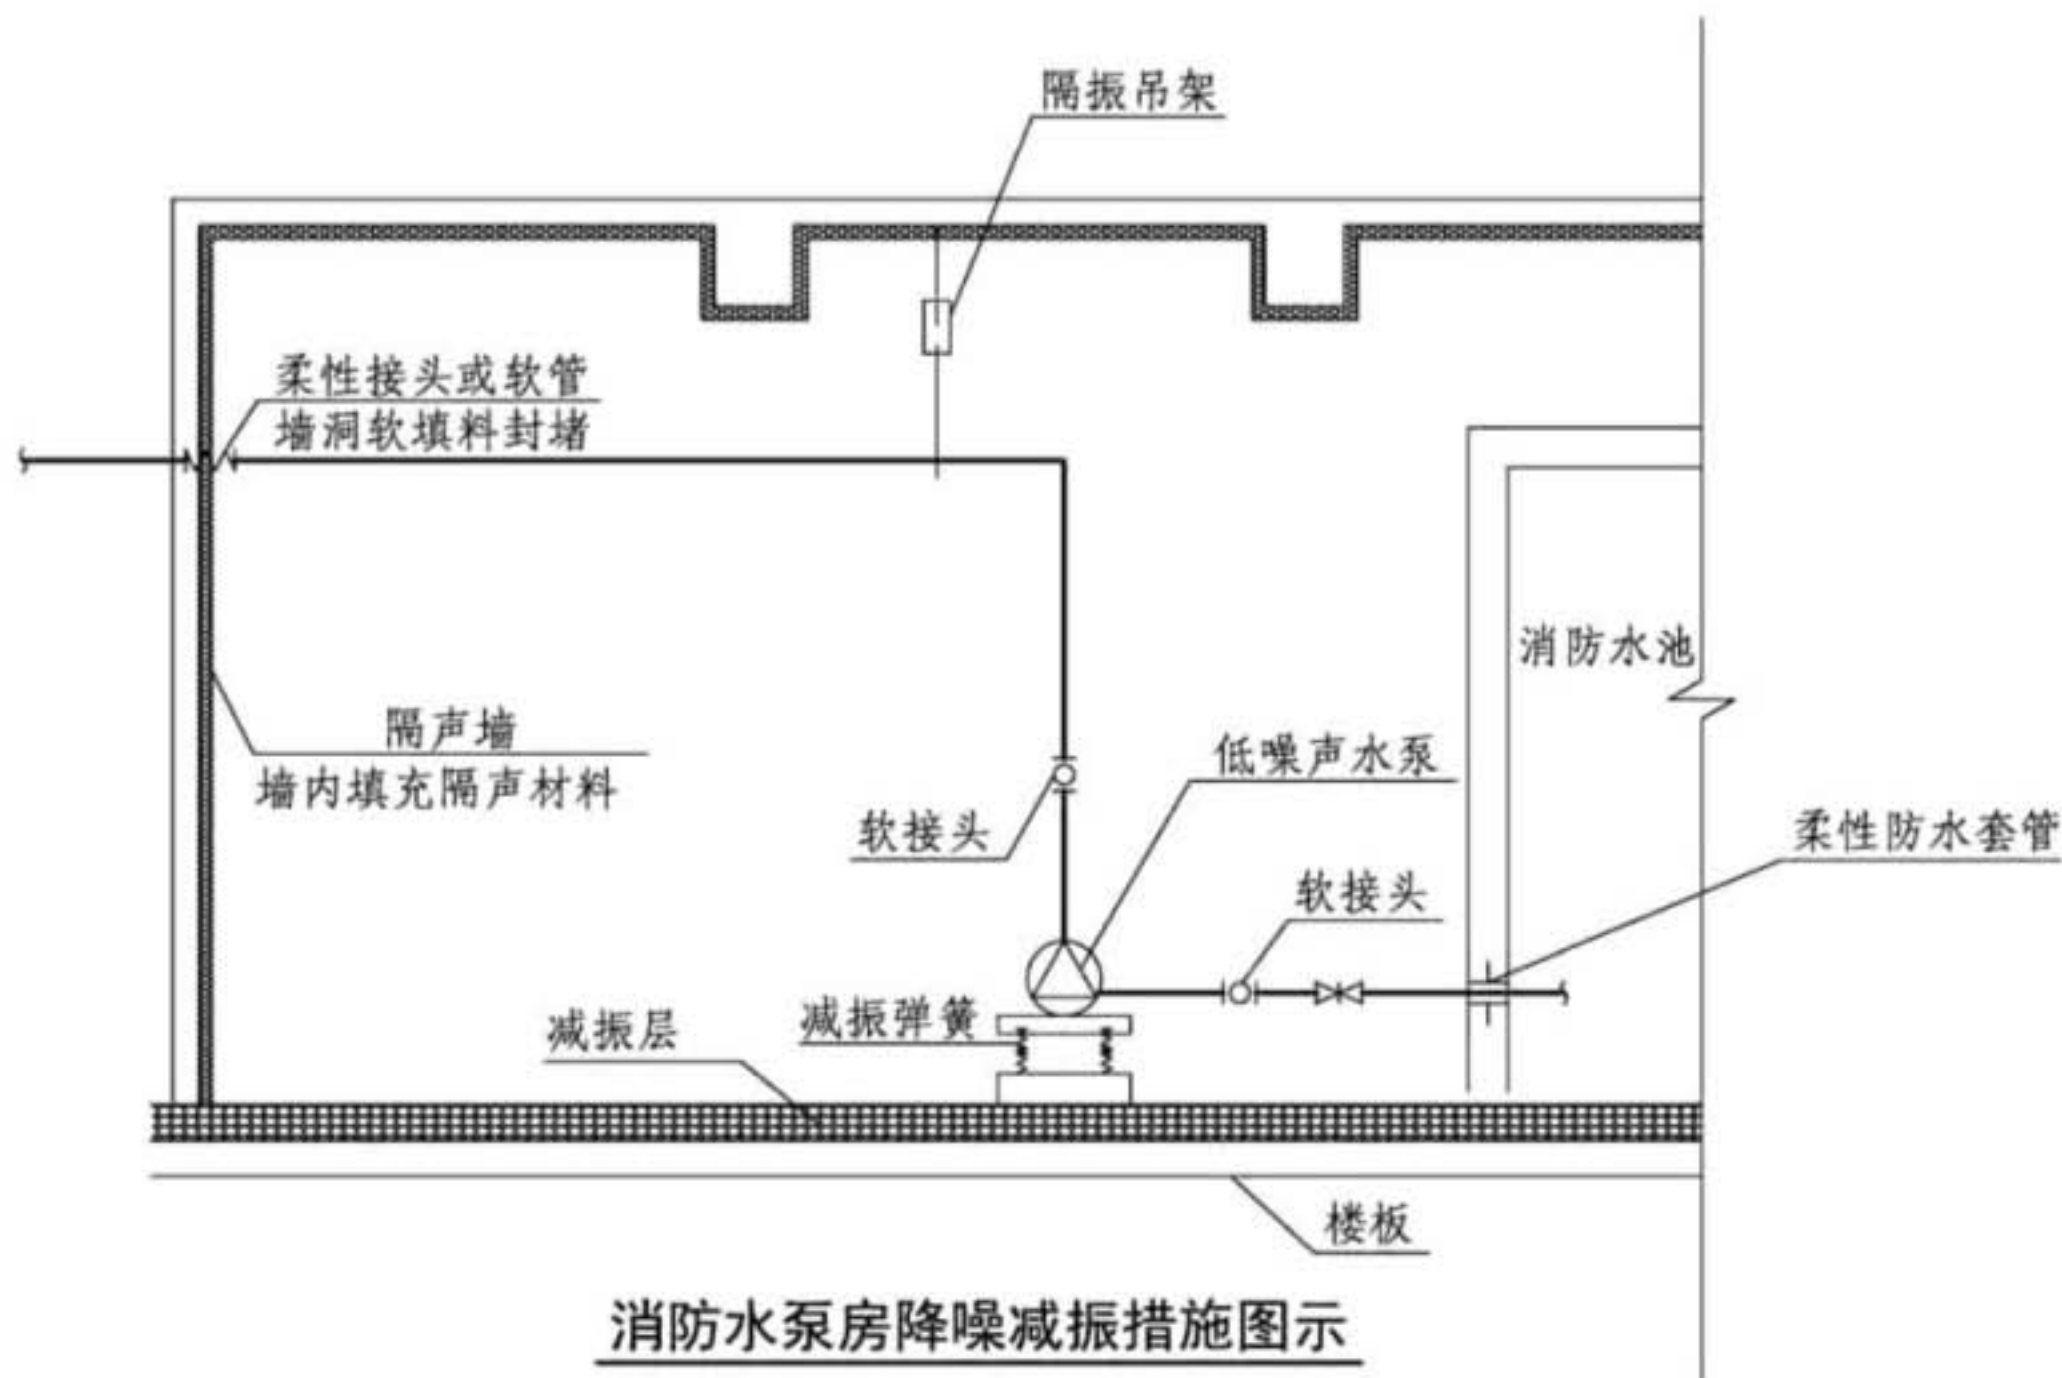 隔振吊架
柔性接头或软管
墙洞软填料封堵
消防水池
隔声墙
墙内填充隔声材料
低噪声水泵
软接头
柔性防水套管
软接头
减振弹簧
减振层
楼板
消防水泵房降噪减振措施图示